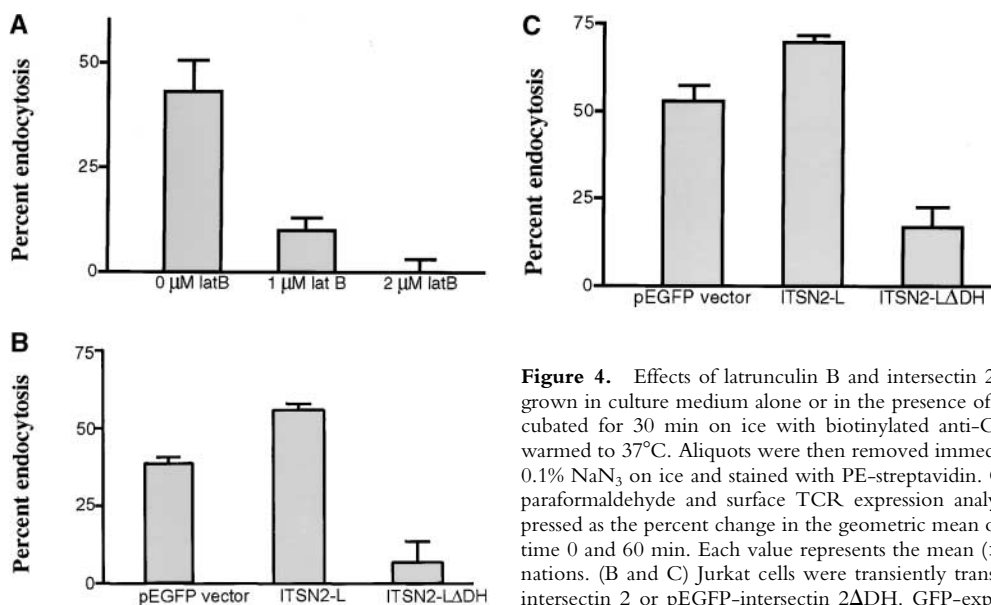 A
Percent endocytosis
50
25
0
0 µM latB
1 µM lat B
2 µM latB
B
Percent endocytosis
75
50
25
0
pEGFP vector
ITSN2-L
ITSN2-LΔDH
C
Percent endocytosis
75
50
25
0
pEGFP vector
ITSN2-L
ITSN2-LΔDH
Figure 4. Effects of latrunculin B and intersectin 2
grown in culture medium alone or in the presence of
cubated for 30 min on ice with biotinylated anti-C
warmed to 37°C. Aliquots were then removed immed
0.1% NaN₃ on ice and stained with PE-streptavidin.
paraformaldehyde and surface TCR expression analy
pressed as the percent change in the geometric mean o
time 0 and 60 min. Each value represents the mean (
nations. (B and C) Jurkat cells were transiently trans
intersectin 2 or pEGFP-intersectin 2ΔDH. GFP-exp